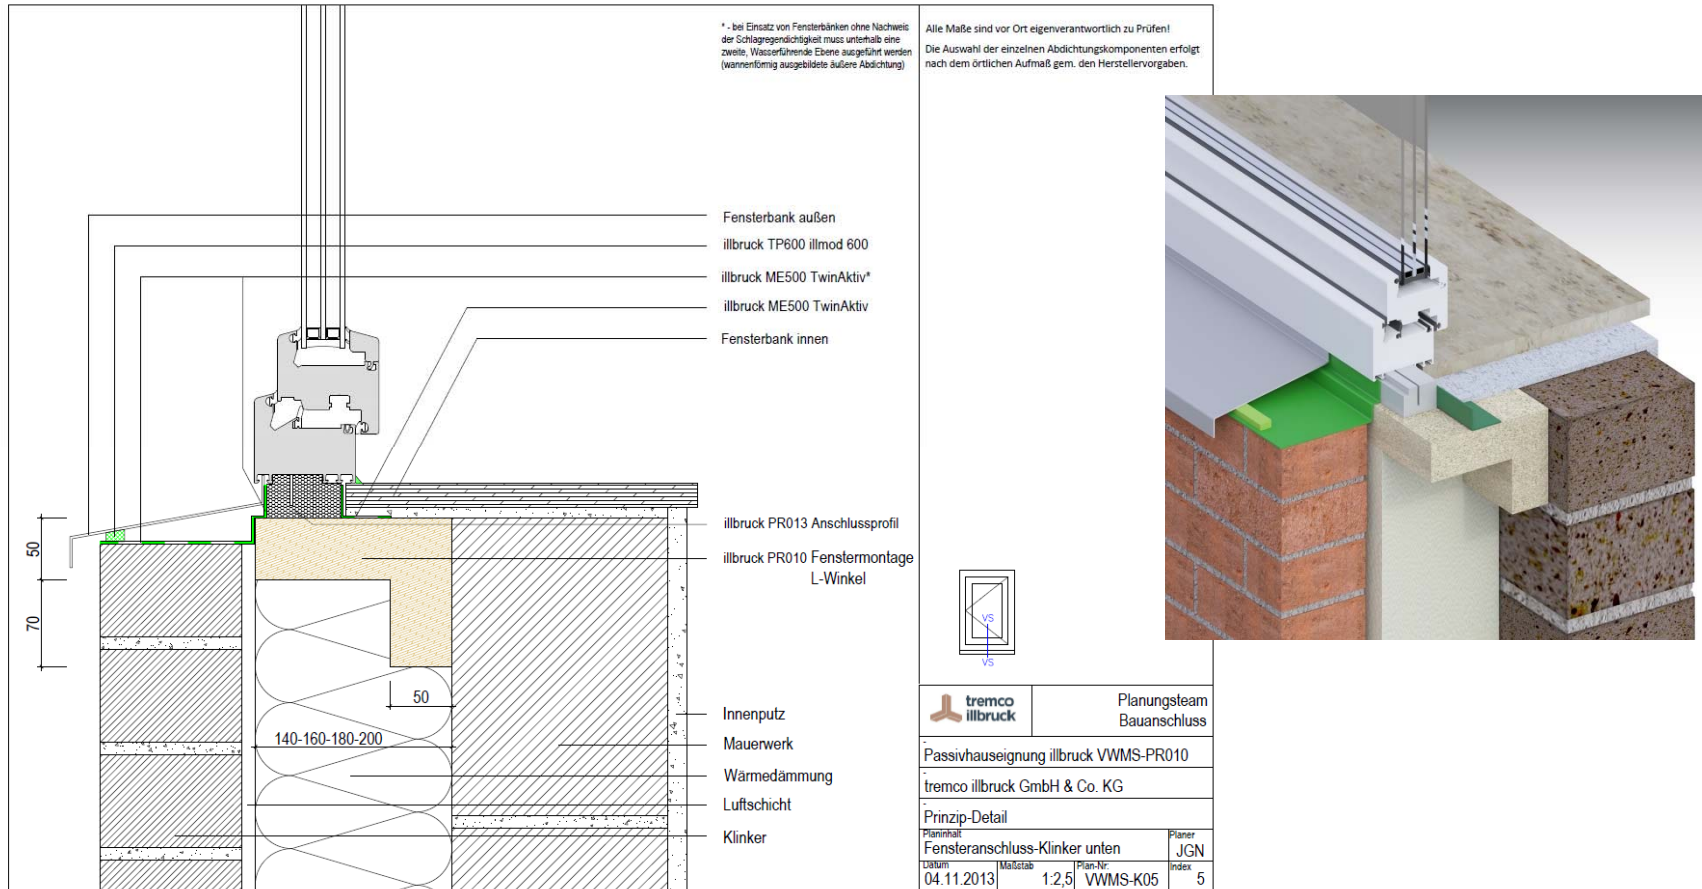 * - bei Einsatz von Fensterbänken ohne Nachweis
der Schlagregendichtigkeit muss unterhalb eine
zweite, Wasserführende Ebene ausgeführt werden
(wannenförmig ausgebildete äußere Abdichtung)
Alle Maße sind vor Ort eigenverantwortlich zu Prüfen!
Die Auswahl der einzelnen Abdichtungskomponenten erfolgt
nach dem örtlichen Aufmaß gem. den Herstellervorgaben.
Fensterbank außen
illbruck TP600 illmod 600
illbruck ME500 TwinAktiv*
illbruck ME500 TwinAktiv
Fensterbank innen
illbruck PR013 Anschlussprofil
illbruck PR010 Fenstermontage
L-Winkel
50
70
50
140-160-180-200
Innenputz
Mauerwerk
Wärmedämmung
Luftschicht
Klinker
VS
VS
tremco
illbruck
Planungsteam
Bauanschluss
-
Passivhauseignung illbruck VWMS-PR010
-
tremco illbruck GmbH & Co. KG
-
Prinzip-Detail
Planinhalt
Fensteranschluss-Klinker unten
Planer
JGN
Datum
04.11.2013
Maßstab
1:2,5
Plan-Nr.
VWMS-K05
Index
5